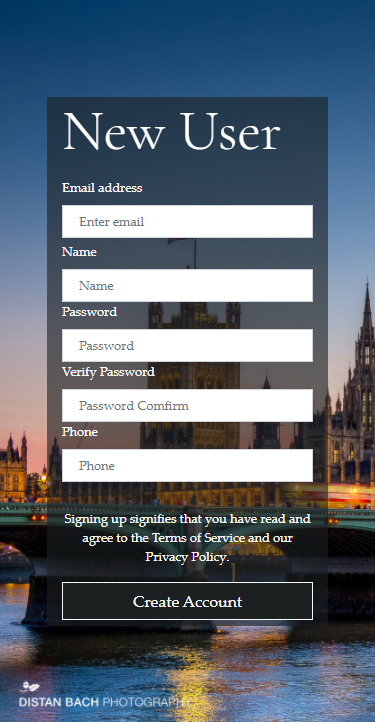 New User
Email address
Enter email
Name
Name
Password
Password
Verify Password
Password Comfirm
Phone
Phone
Signing up signifies that you have read and
agree to the Terms of Service and our
Privacy Policy.
Create Account
DISTAN BACH PHOTOGRAPHY